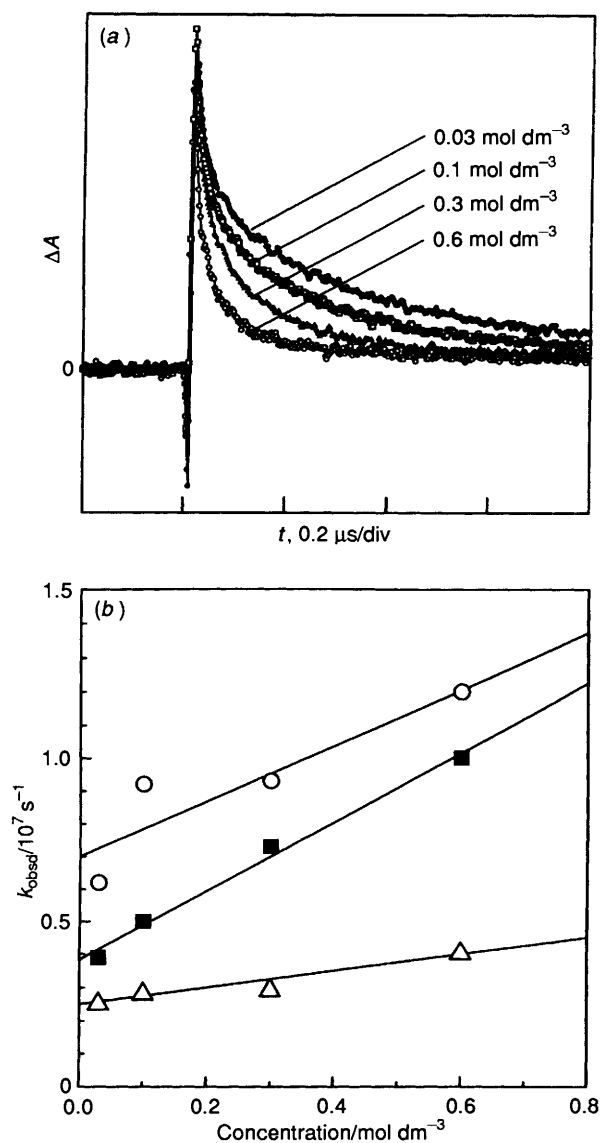 (a)
0.03 mol dm⁻³
0.1 mol dm⁻³
0.3 mol dm⁻³
0.6 mol dm⁻³
ΔA
0
t, 0.2 μs/div
(b)
1.5
1.0
0.5
0
k_obsd/10⁷ s⁻¹
0.0 0.2 0.4 0.6 0.8
Concentration/mol dm⁻³